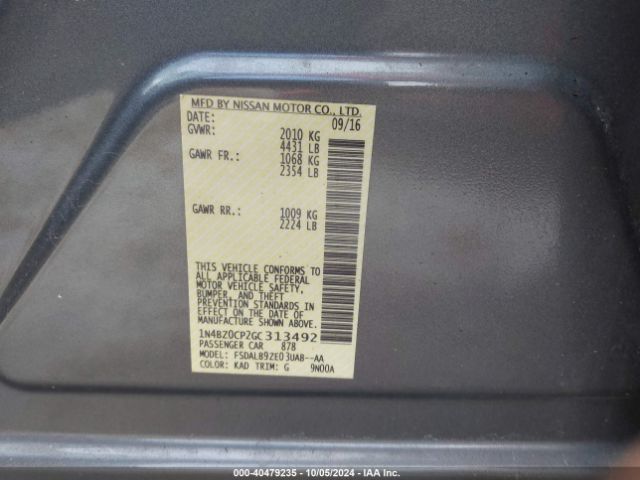 MFD BY NISSAN MOTOR CO., LTD.
DATE: 09/16
GVWR: 2010 KG
4431 LB
GAWR FR.: 1068 KG
2354 LB
GAWR RR.: 1009 KG
2224 LB
THIS VEHICLE CONFORMS TO
ALL APPLICABLE FEDERAL
MOTOR VEHICLE SAFETY,
BUMPER, AND THEFT
PREVENTION STANDARDS IN
EFFECT ON THE DATE OF
MANUFACTURE SHOWN ABOVE.
1N4BZ0CP2GC313492
PASSENGER CAR 878
MODEL: FSDALB9ZE03UAB--AA
COLOR: KAD TRIM: G 9N00A
000-40479235 - 10/05/2024 - IAA Inc.